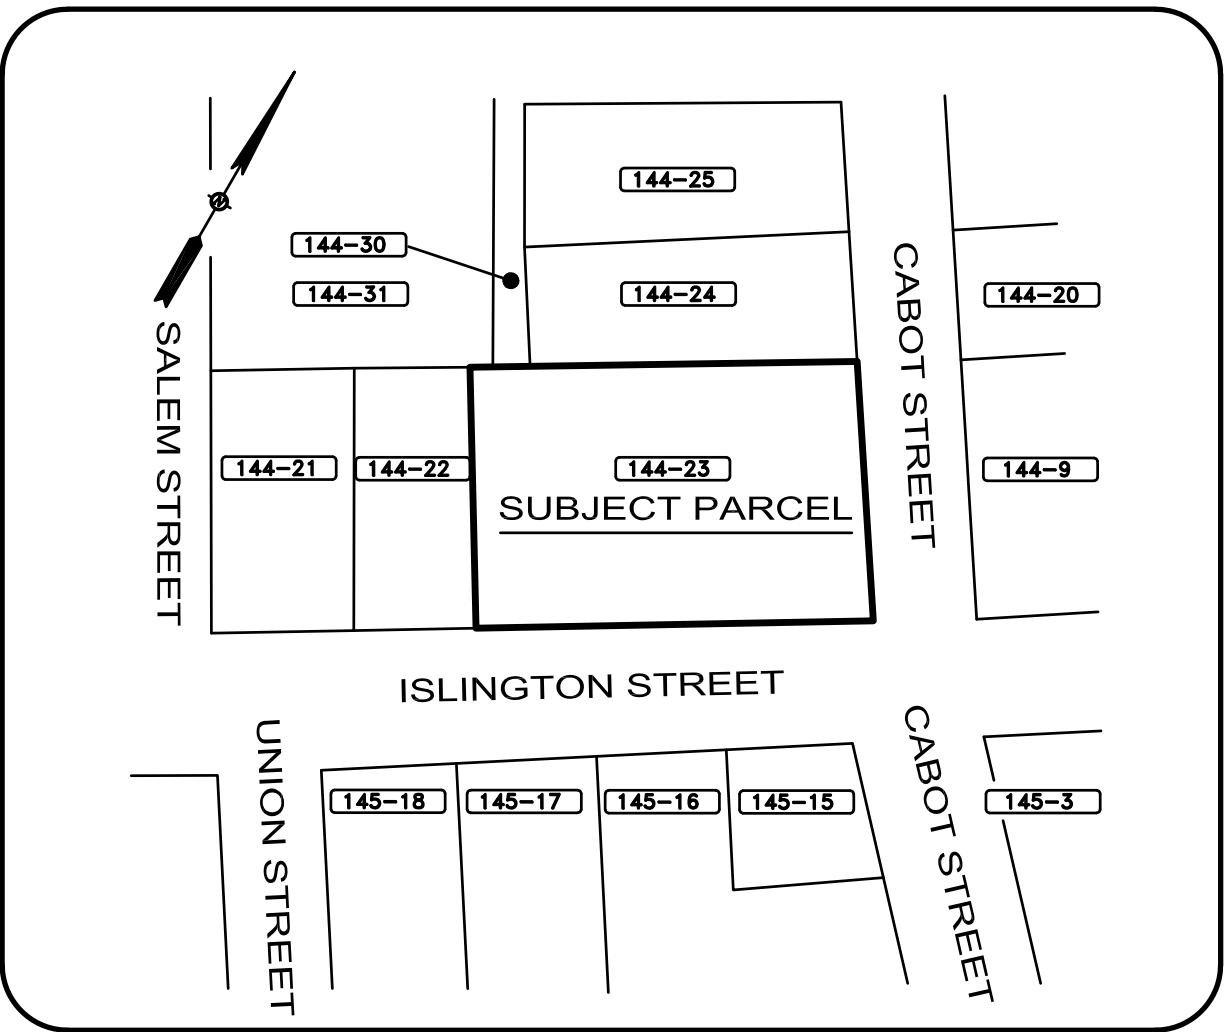 144-25
144-30
144-31
144-24
144-20
CABOT STREET
SALEM STREET
144-21
144-22
144-23
144-9
SUBJECT PARCEL
ISLINGTON STREET
UNION STREET
CABOT STREET
145-18
145-17
145-16
145-15
145-3
N